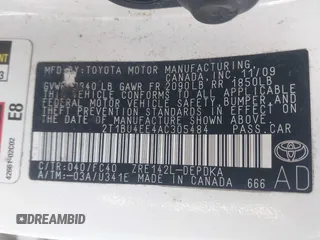 MFD. BY: TOYOTA MOTOR MANUFACTURING
CANADA, INC. 11/09
GVWR 3840 LB GAWR FR 2090LB RR 1850LB
THIS VEHICLE CONFORMS TO ALL APPLICABLE
FEDERAL MOTOR VEHICLE SAFETY, BUMPER, AND
THEFT PREVENTION STANDARDS IN EFFECT ON
THE DATE OF MANUFACTURE SHOWN ABOVE.
2T1BU4EE4AC305484 PASS. CAR
C/TR: 040/FC40 ZRE142L-DEPDKA
A/TM: -03A/U341E MADE IN CANADA 666
AD
TOYOTA
E8